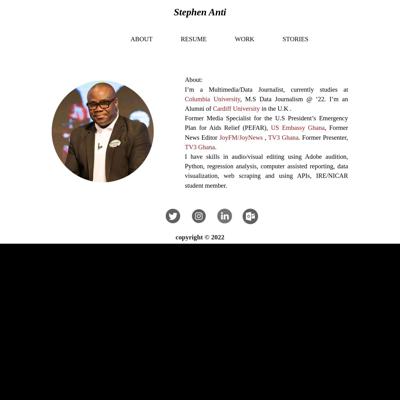 Stephen Anti
ABOUT RESUME WORK STORIES
About:
I'm a Multimedia/Data Journalist, currently studies at
Columbia University, M.S Data Journalism @ '22. I'm an
Alumni of Cardiff University in the U.K .
Former Media Specialist for the U.S President's Emergency
Plan for Aids Relief (PEFAR), US Embassy Ghana, Former
News Editor JoyFM/JoyNews , TV3 Ghana. Former Presenter,
TV3 Ghana.
I have skills in audio/visual editing using Adobe audition,
Python, regression analysis, computer assisted reporting, data
visualization, web scraping and using APIs, IRE/NICAR
student member.
copyright © 2022